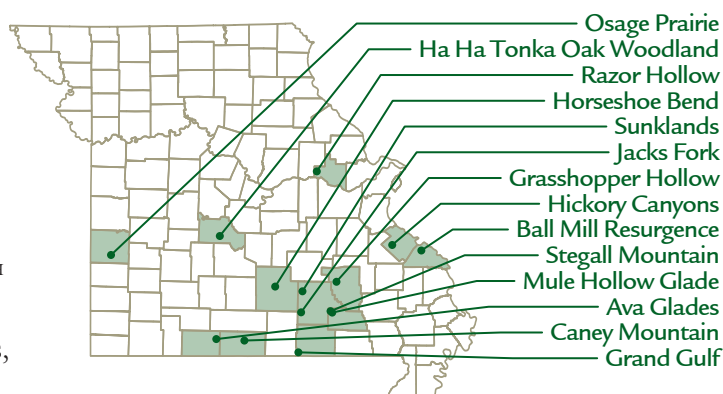 Osage Prairie
Ha Ha Tonka Oak Woodland
Razor Hollow
Horseshoe Bend
Sunklands
Jacks Fork
Grasshopper Hollow
Hickory Canyons
Ball Mill Resurgence
Stegall Mountain
Mule Hollow Glade
Ava Glades
Caney Mountain
Grand Gulf